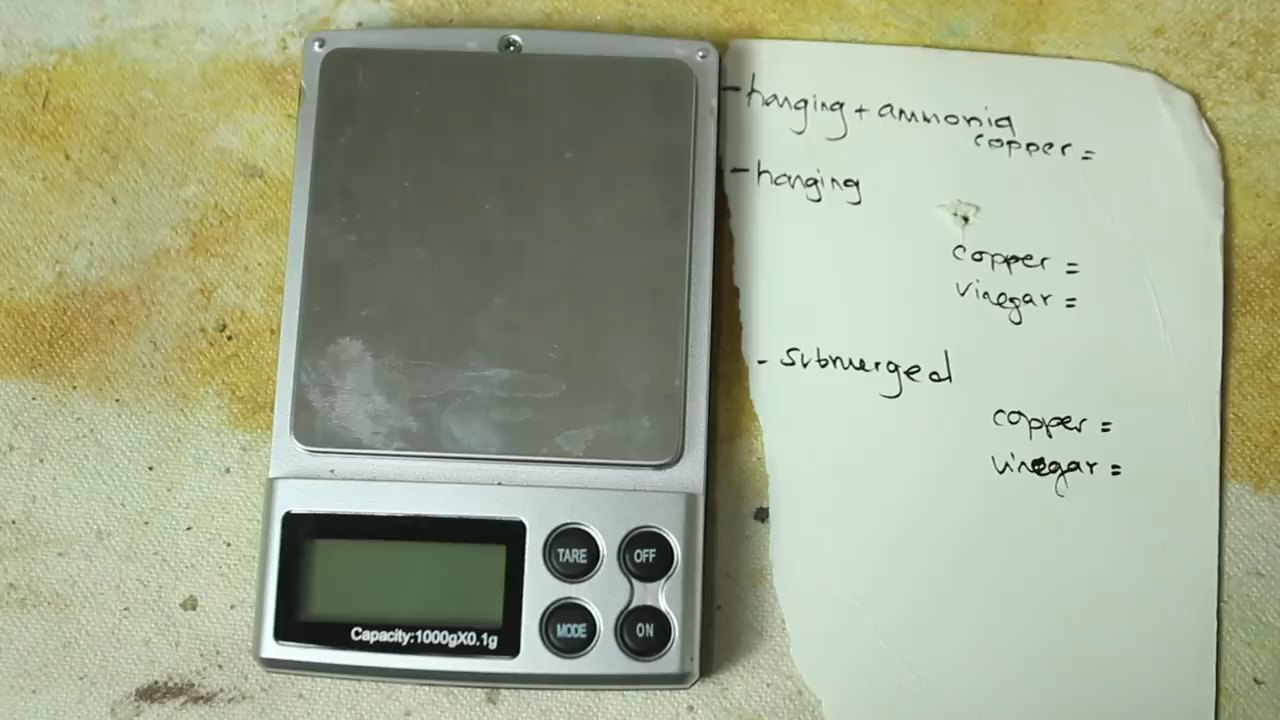 -hanging + ammonia
copper =
-hanging
copper =
vinegar =
- submerged
copper =
vinegar =
TARE
OFF
MODE
ON
Capacity:1000gX0.1g